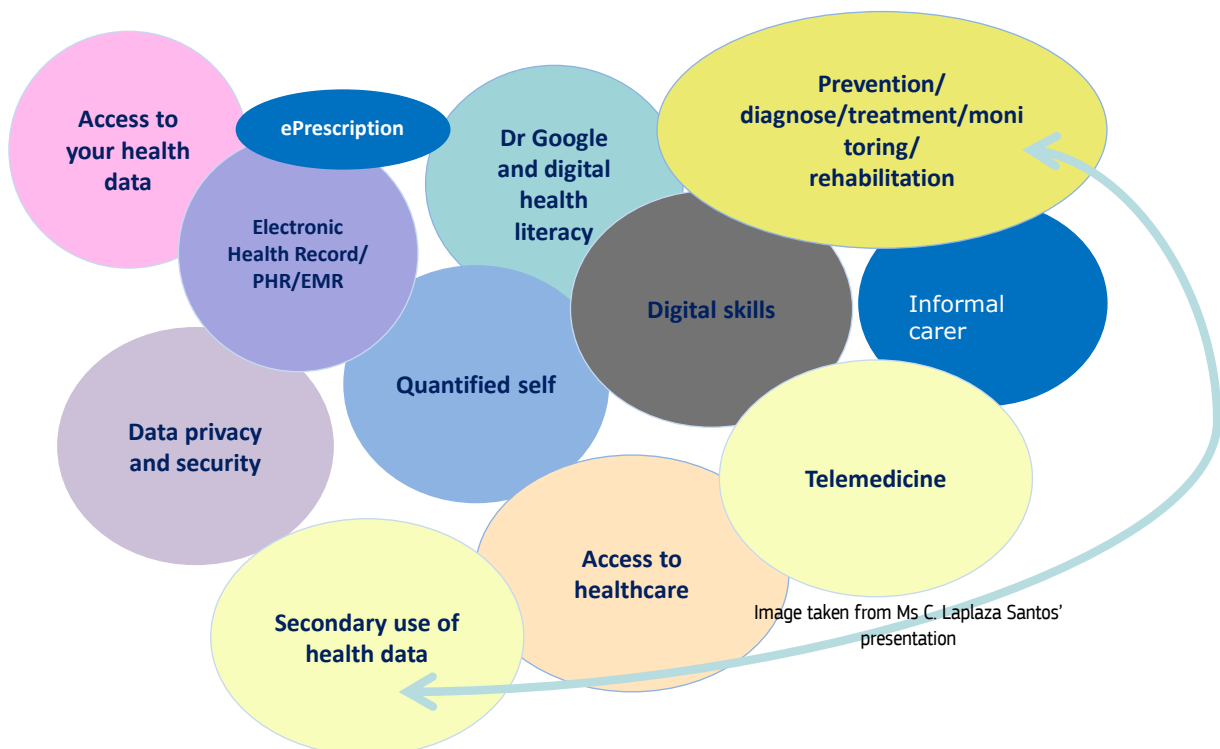 Access to
your health
data
ePrescription
Dr Google
and digital
health
literacy
Prevention/
diagnose/treatment/moni
toring/
rehabilitation
Electronic
Health Record/
PHR/EMR
Digital skills
Informal
carer
Quantified self
Data privacy
and security
Telemedicine
Access to
healthcare
Secondary use of
health data
Image taken from Ms C. Laplaza Santos’
presentation